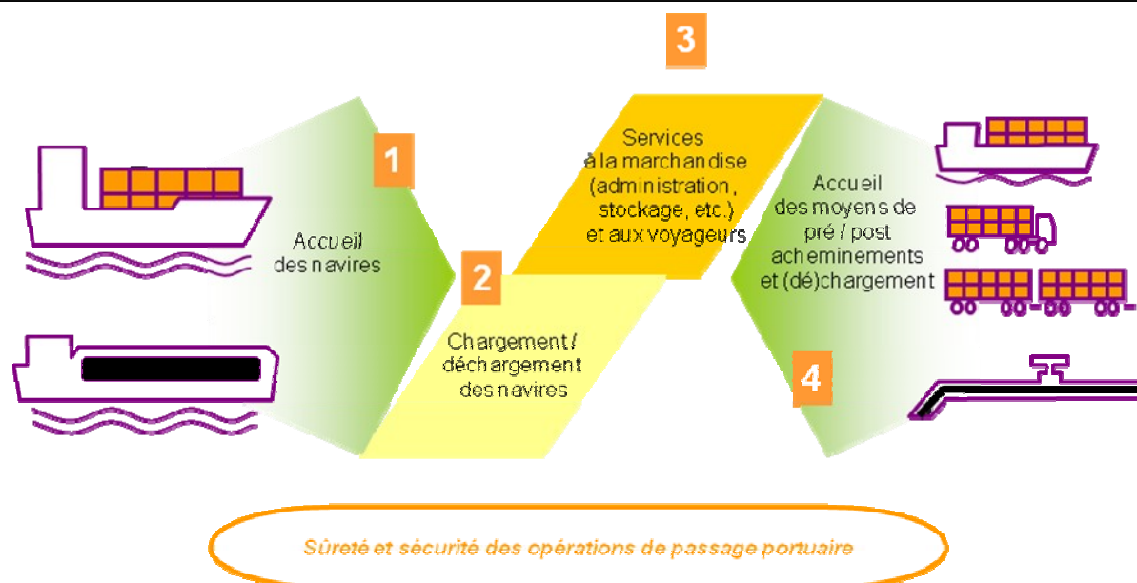 3
1
Services
à la marchandise
(administration,
stockage, etc.)
et aux voyageurs
Accueil
des navires
Accueil
des moyens de
pré / post
acheminements
et (dé)chargement
2
Chargement /
déchargement
des navires
4
Sûreté et sécurité des opérations de passage portuaire